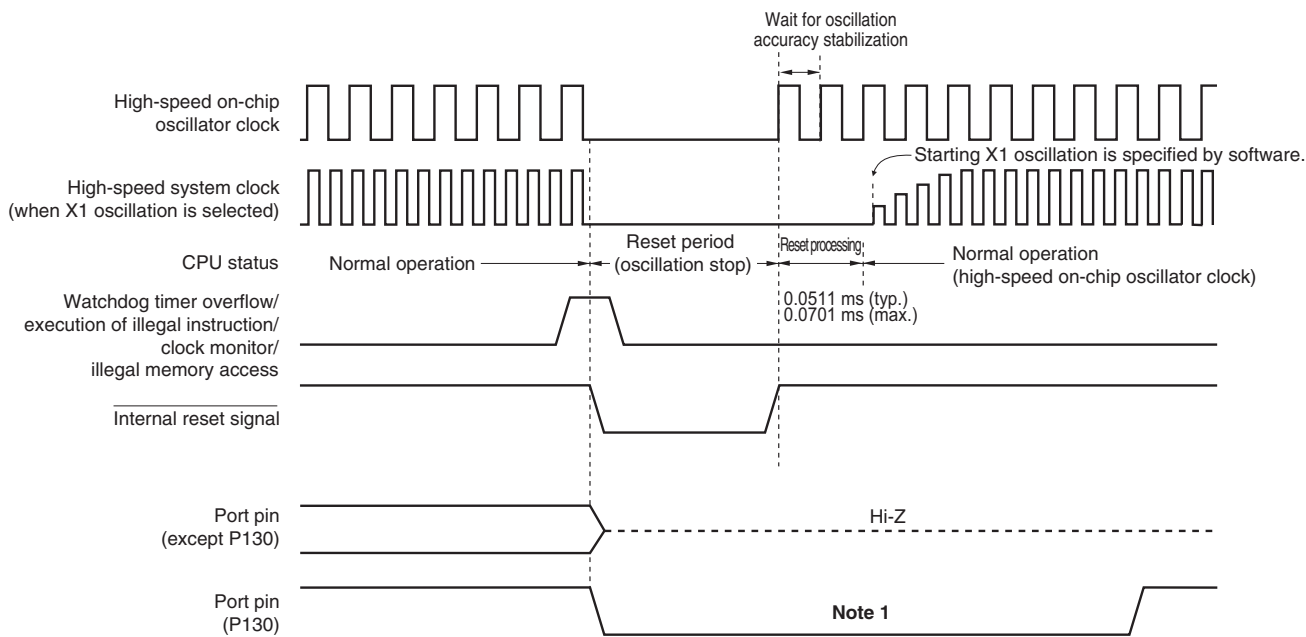 Wait for oscillation
accuracy stabilization
High-speed on-chip
oscillator clock
Starting X1 oscillation is specified by software.
High-speed system clock
(when X1 oscillation is selected)
CPU status
Normal operation
Reset period
(oscillation stop)
Reset processing
Normal operation
(high-speed on-chip oscillator clock)
0.0511 ms (typ.)
0.0701 ms (max.)
Watchdog timer overflow/
execution of illegal instruction/
clock monitor/
illegal memory access
Internal reset signal
Port pin
(except P130)
Hi-Z
Port pin
(P130)
Note 1